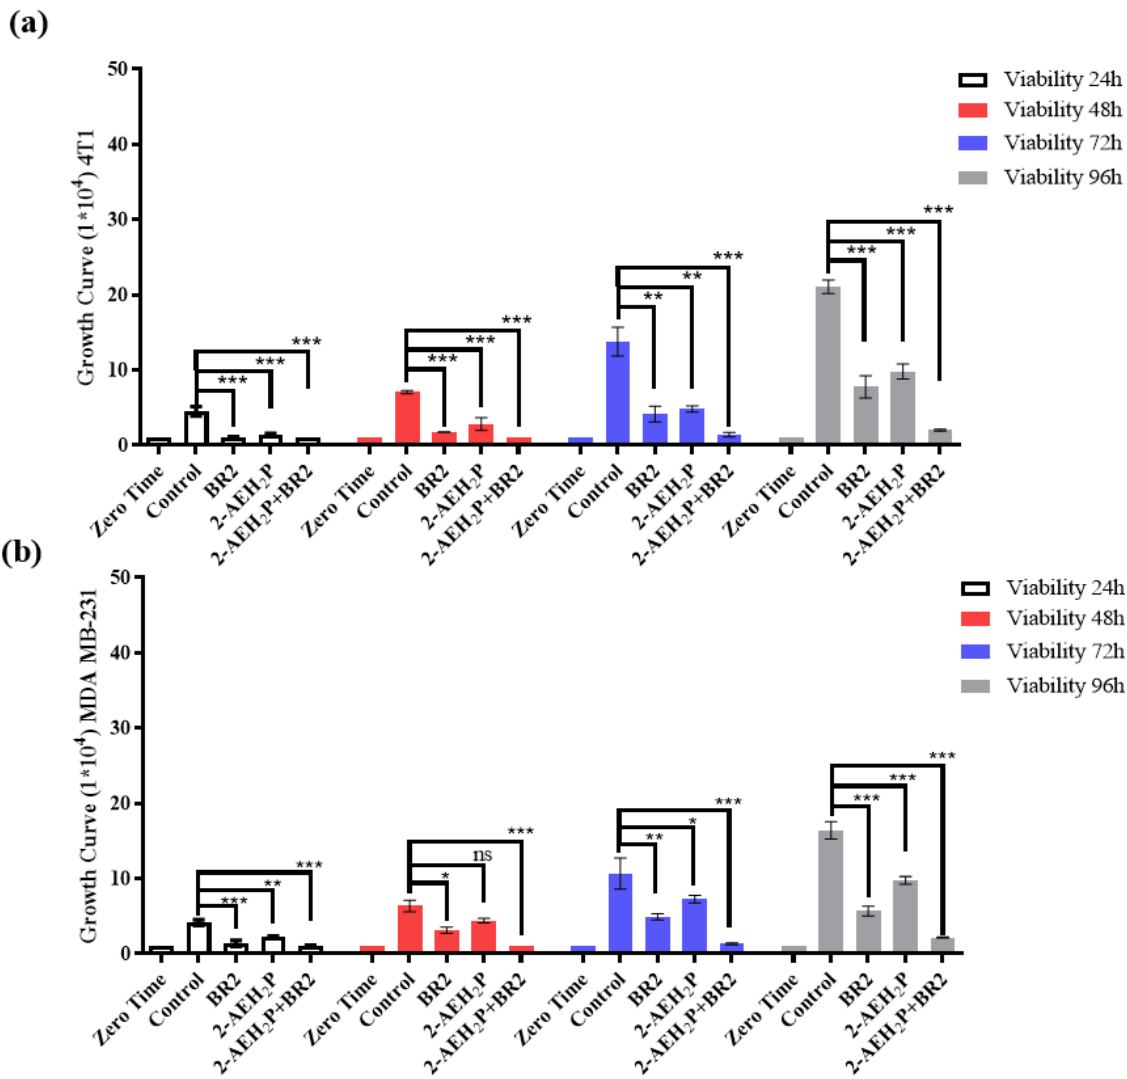 (a)
Growth Curve (1*10⁴) 4T1
50
40
30
20
10
0
Viability 24h
Viability 48h
Viability 72h
Viability 96h
***
***
***
***
***
***
**
**
***
***
***
***
Zero Time
Control
BR2
2-AEH₂P
2-AEH₂P+BR2
Zero Time
Control
BR2
2-AEH₂P
2-AEH₂P+BR2
Zero Time
Control
BR2
2-AEH₂P
2-AEH₂P+BR2
Zero Time
Control
BR2
2-AEH₂P
2-AEH₂P+BR2
(b)
Growth Curve (1*10⁴) MDA MB-231
50
40
30
20
10
0
Viability 24h
Viability 48h
Viability 72h
Viability 96h
***
**
***
*
ns
***
**
*
***
***
***
***
Zero Time
Control
BR2
2-AEH₂P
2-AEH₂P+BR2
Zero Time
Control
BR2
2-AEH₂P
2-AEH₂P+BR2
Zero Time
Control
BR2
2-AEH₂P
2-AEH₂P+BR2
Zero Time
Control
BR2
2-AEH₂P
2-AEH₂P+BR2